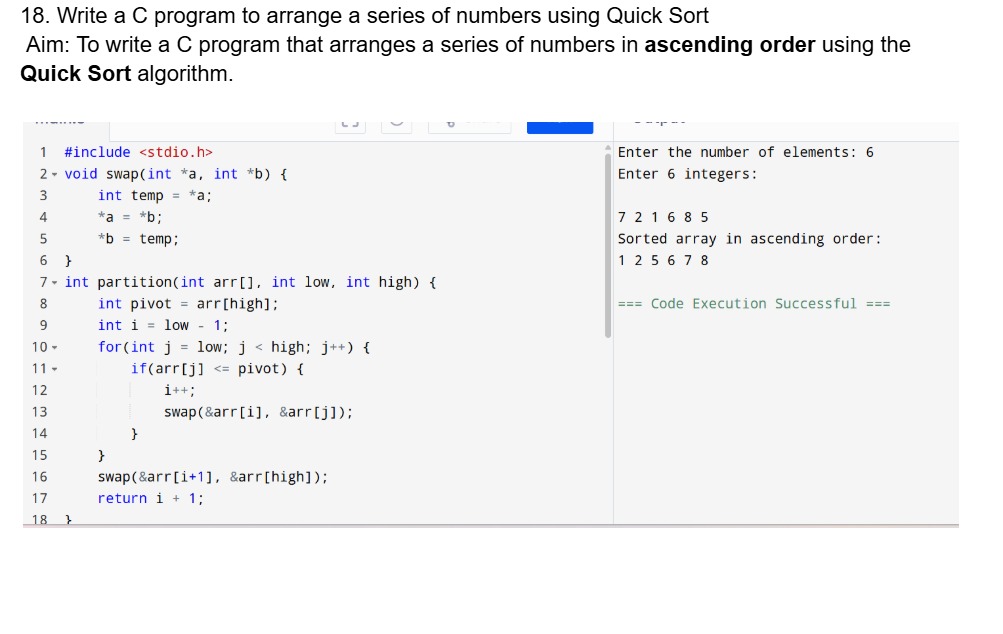 18. Write a C program to arrange a series of numbers using Quick Sort
Aim: To write a C program that arranges a series of numbers in ascending order using the
Quick Sort algorithm.
1 #include <stdio.h>
2 void swap(int *a, int *b) {
3 int temp = *a;
4 *a = *b;
5 *b = temp;
6 }
7 int partition(int arr[], int low, int high) {
8 int pivot = arr[high];
9 int i = low - 1;
10 for(int j = low; j < high; j++) {
11 if(arr[j] <= pivot) {
12 i++;
13 swap(&arr[i], &arr[j]);
14 }
15 }
16 swap(&arr[i+1], &arr[high]);
17 return i + 1;
18 }
Enter the number of elements: 6
Enter 6 integers:
7 2 1 6 8 5
Sorted array in ascending order:
1 2 5 6 7 8
=== Code Execution Successful ===